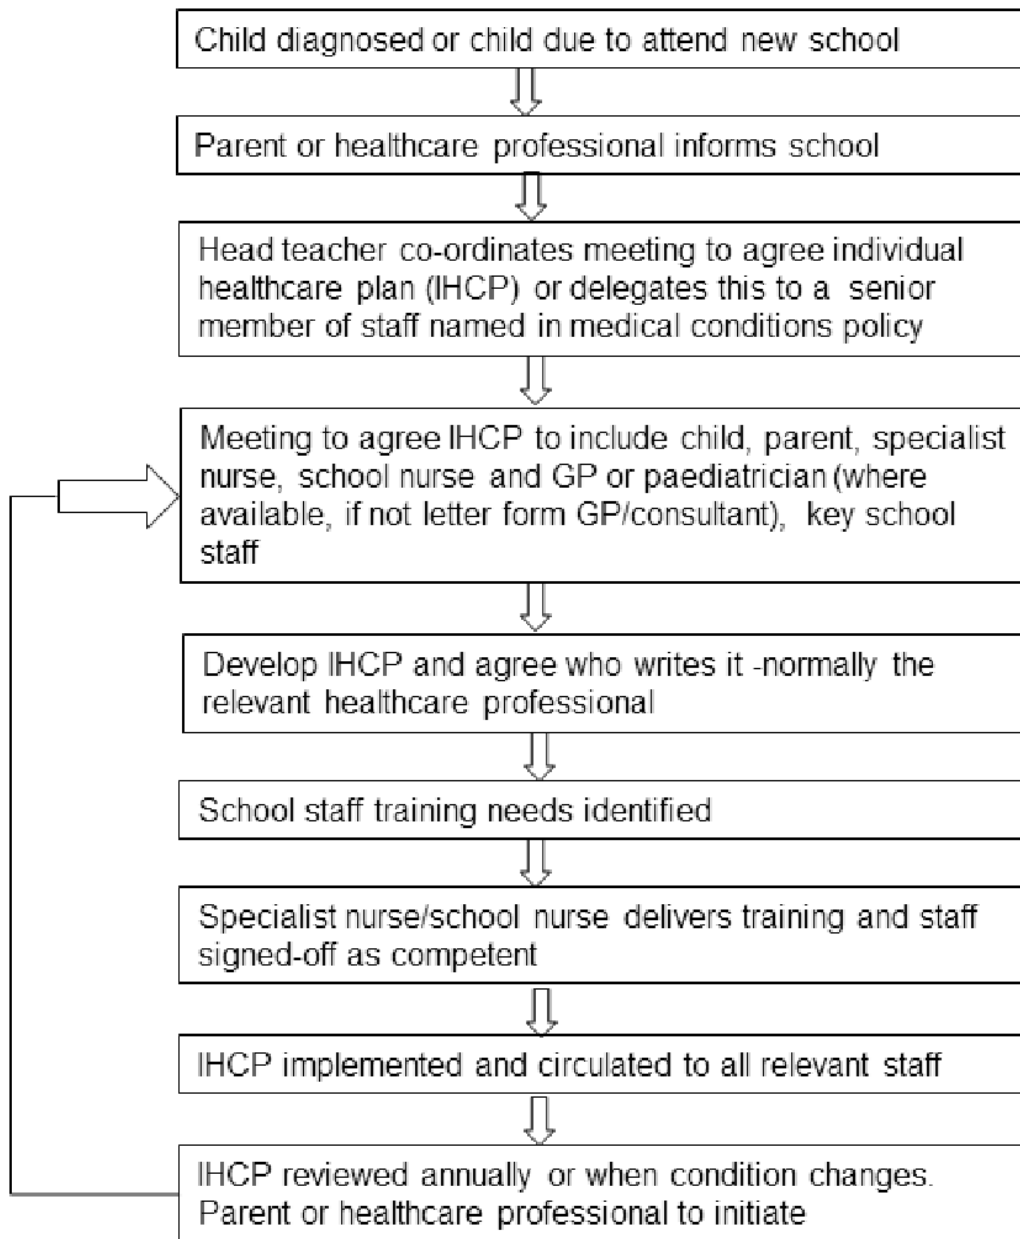 Child diagnosed or child due to attend new school
Parent or healthcare professional informs school
Head teacher co-ordinates meeting to agree individual
healthcare plan (IHCP) or delegates this to a senior
member of staff named in medical conditions policy
Meeting to agree IHCP to include child, parent, specialist
nurse, school nurse and GP or paediatrician (where
available, if not letter form GP/consultant), key school
staff
Develop IHCP and agree who writes it -normally the
relevant healthcare professional
School staff training needs identified
Specialist nurse/school nurse delivers training and staff
signed-off as competent
IHCP implemented and circulated to all relevant staff
IHCP reviewed annually or when condition changes.
Parent or healthcare professional to initiate